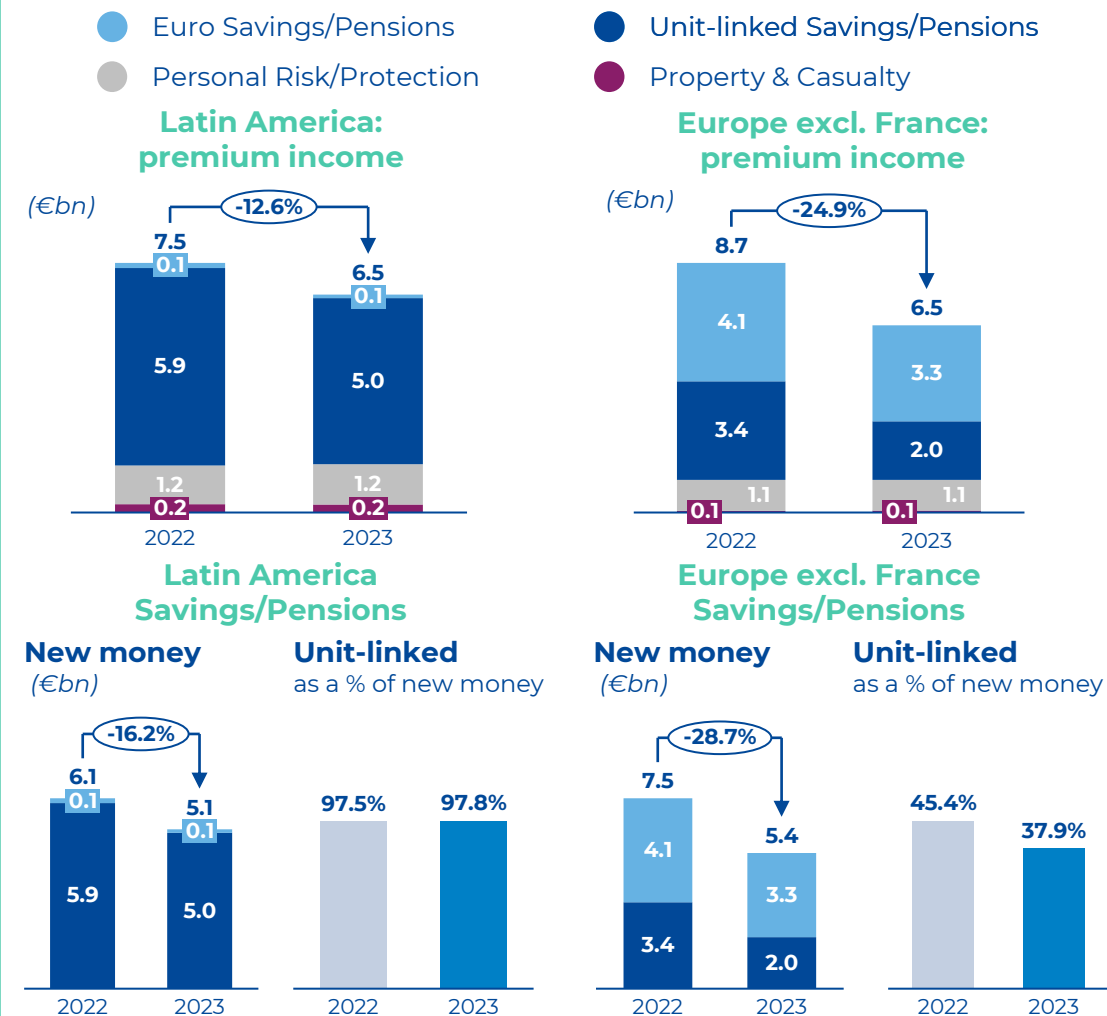 Euro Savings/Pensions
Unit-linked Savings/Pensions
Personal Risk/Protection
Property & Casualty
Latin America:
premium income
(€bn)
-12.6%
7.5
0.1
5.9
1.2
0.2
2022
6.5
0.1
5.0
1.2
0.2
2023
Europe excl. France:
premium income
(€bn)
-24.9%
8.7
4.1
3.4
1.1
0.1
2022
6.5
3.3
2.0
1.1
0.1
2023
Latin America
Savings/Pensions
New money
(€bn)
-16.2%
6.1
0.1
5.9
2022
5.1
0.1
5.0
2023
Unit-linked
as a % of new money
97.5%
2022
97.8%
2023
Europe excl. France
Savings/Pensions
New money
(€bn)
-28.7%
7.5
4.1
3.4
2022
5.4
3.3
2.0
2023
Unit-linked
as a % of new money
45.4%
2022
37.9%
2023